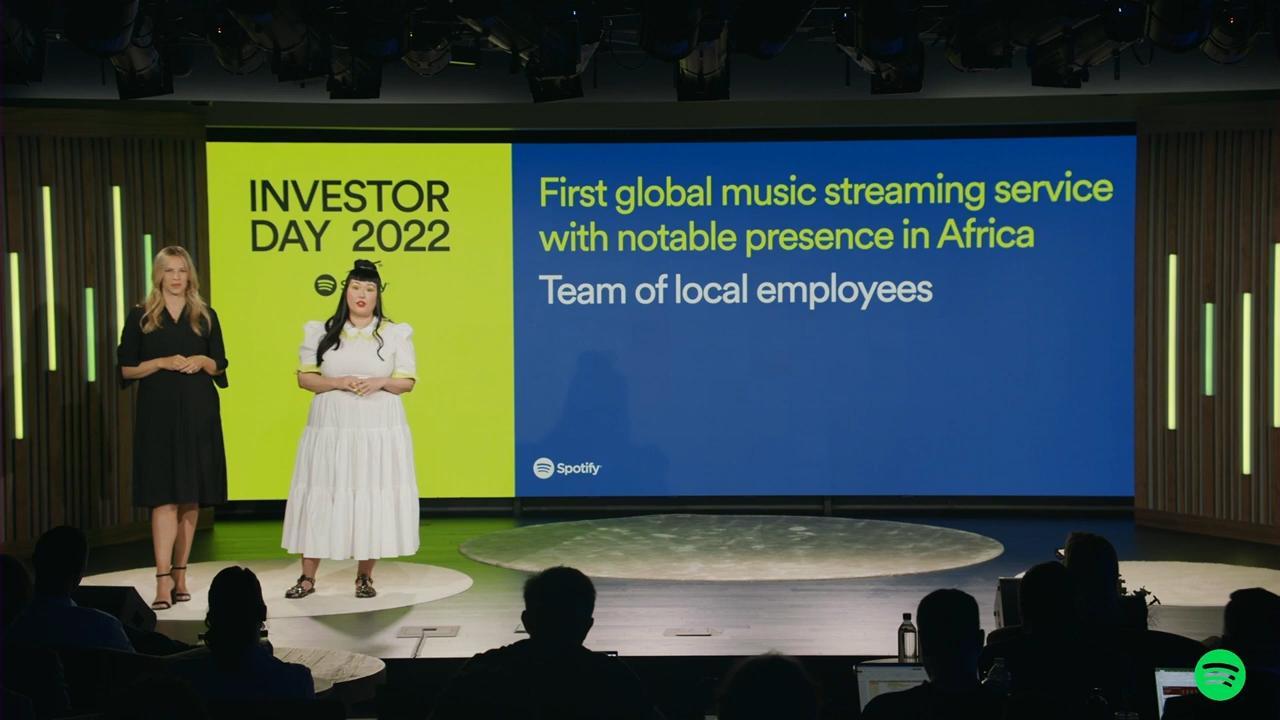 INVESTOR
DAY 2022
First global music streaming service
with notable presence in Africa
Team of local employees
Spotify